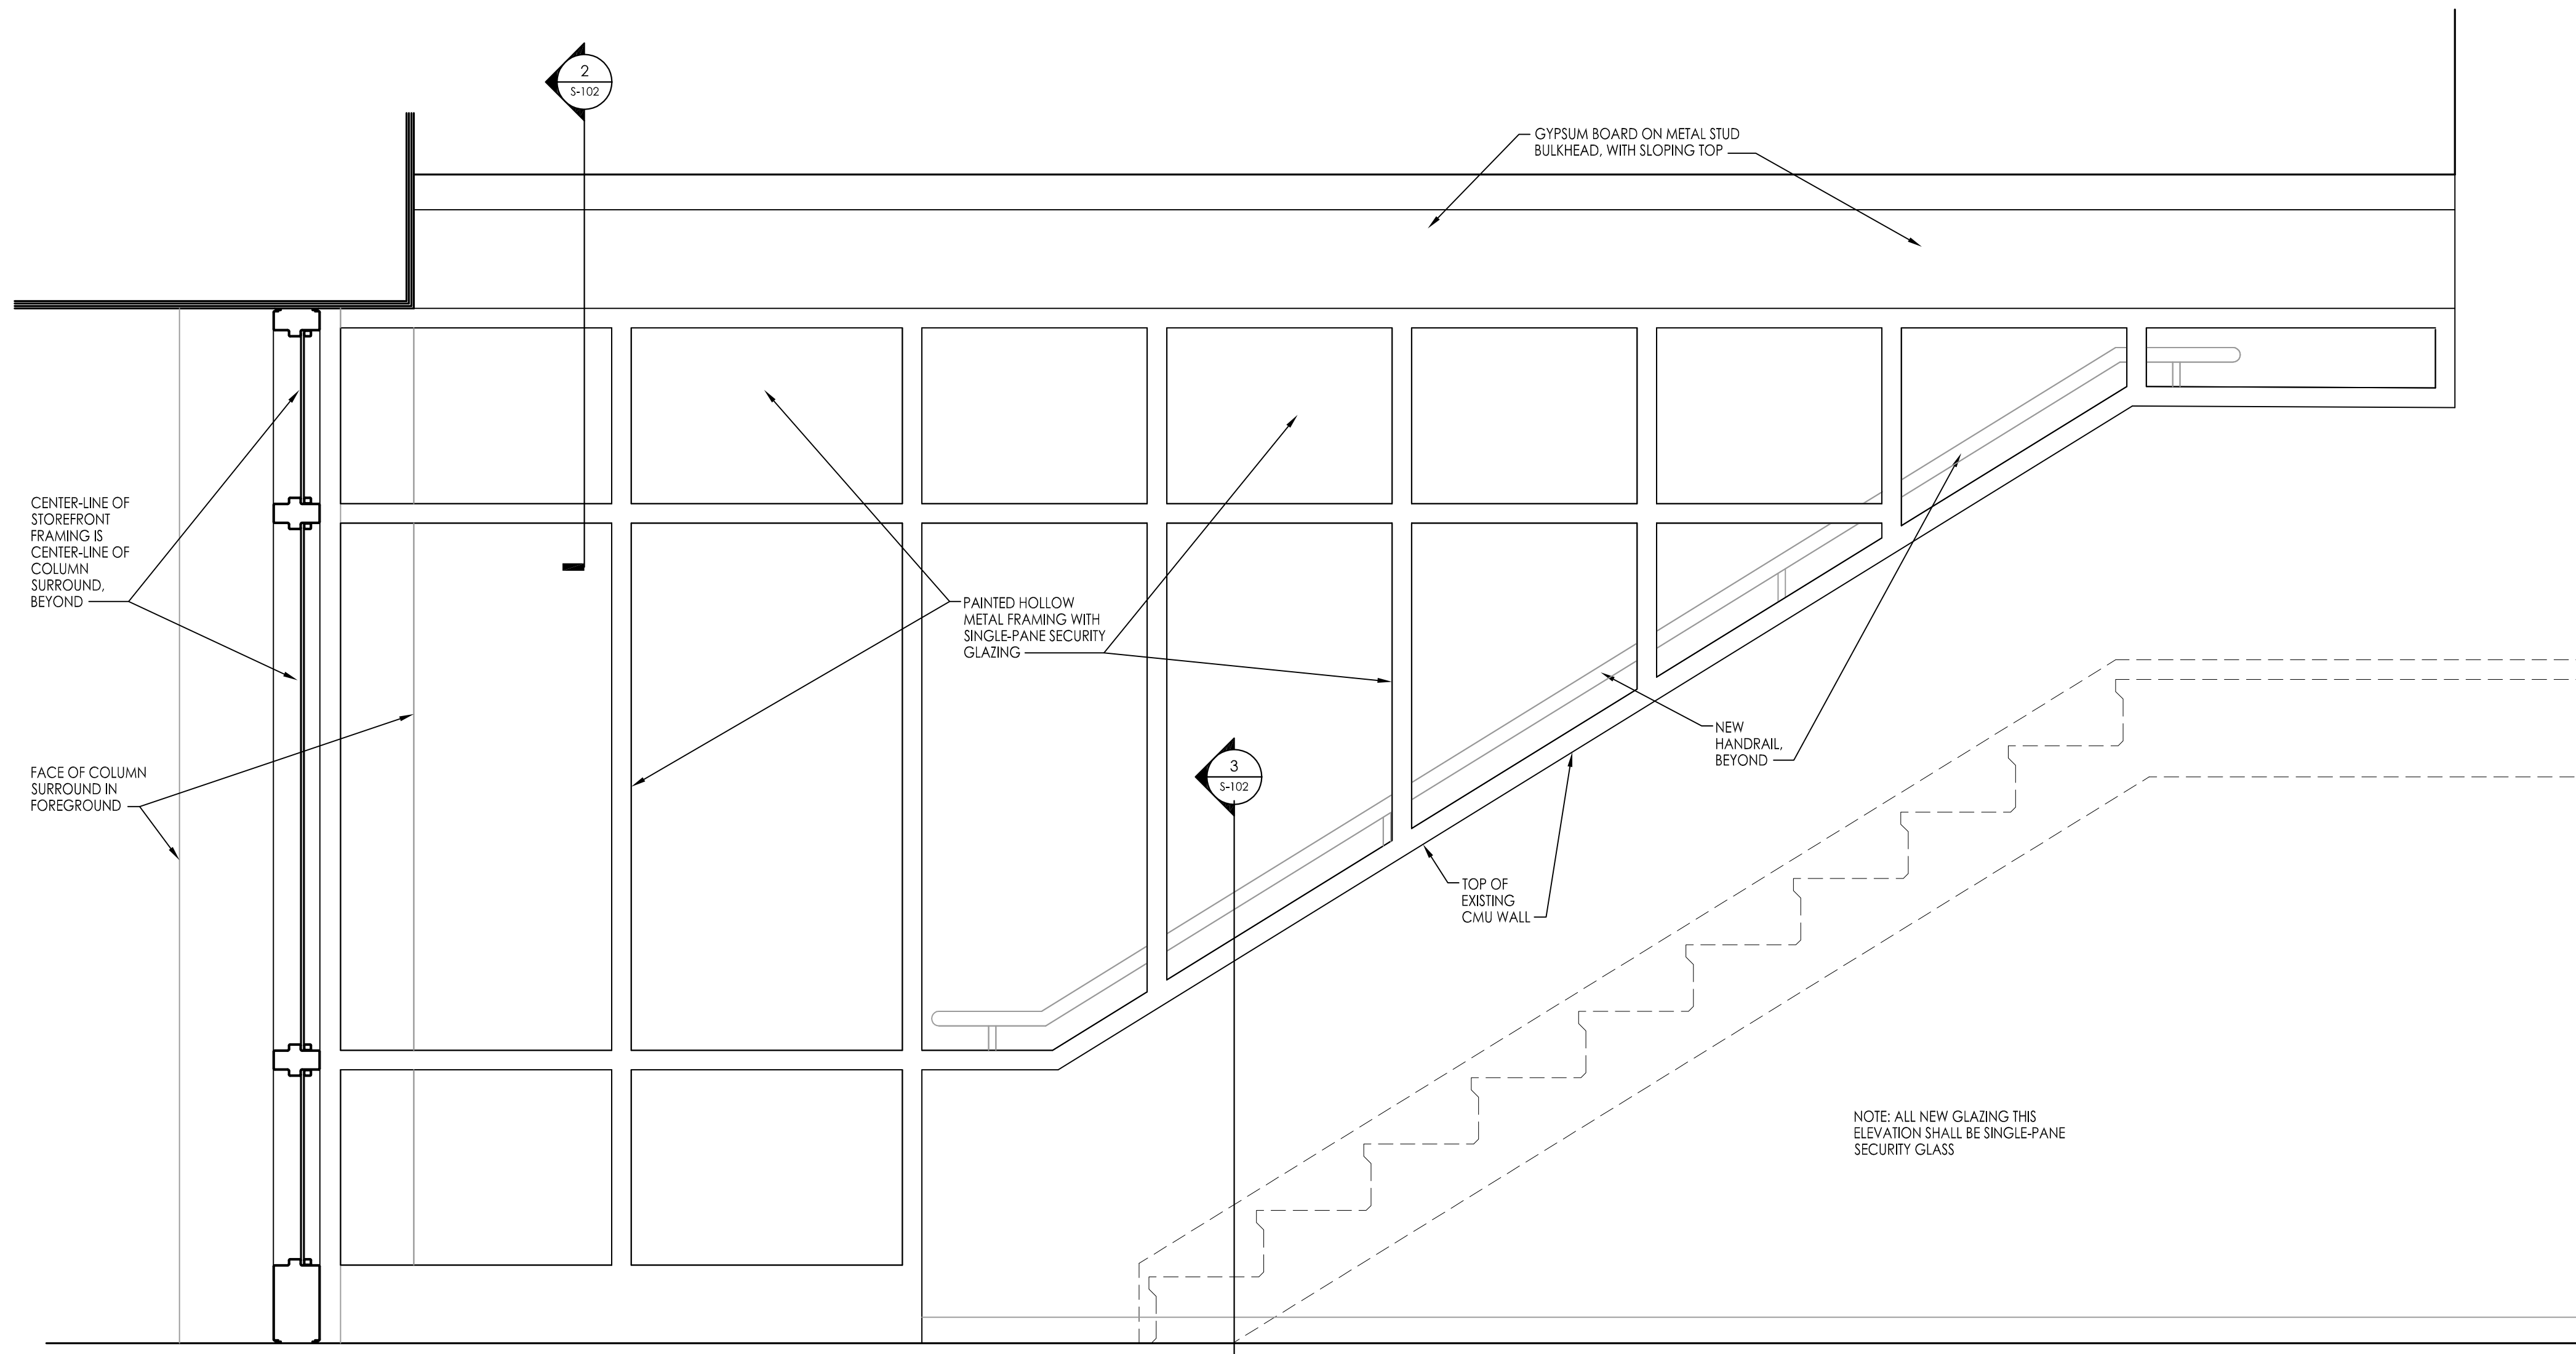 2
S-102
GYPSUM BOARD ON METAL STUD
BULKHEAD, WITH SLOPING TOP
CENTER-LINE OF
STOREFRONT
FRAMING IS
CENTER-LINE OF
COLUMN
SURROUND,
BEYOND
PAINTED HOLLOW
METAL FRAMING WITH
SINGLE-PANE SECURITY
GLAZING
FACE OF COLUMN
SURROUND IN
FOREGROUND
3
S-102
NEW
HANDRAIL,
BEYOND
TOP OF
EXISTING
CMU WALL
NOTE: ALL NEW GLAZING THIS
ELEVATION SHALL BE SINGLE-PANE
SECURITY GLASS